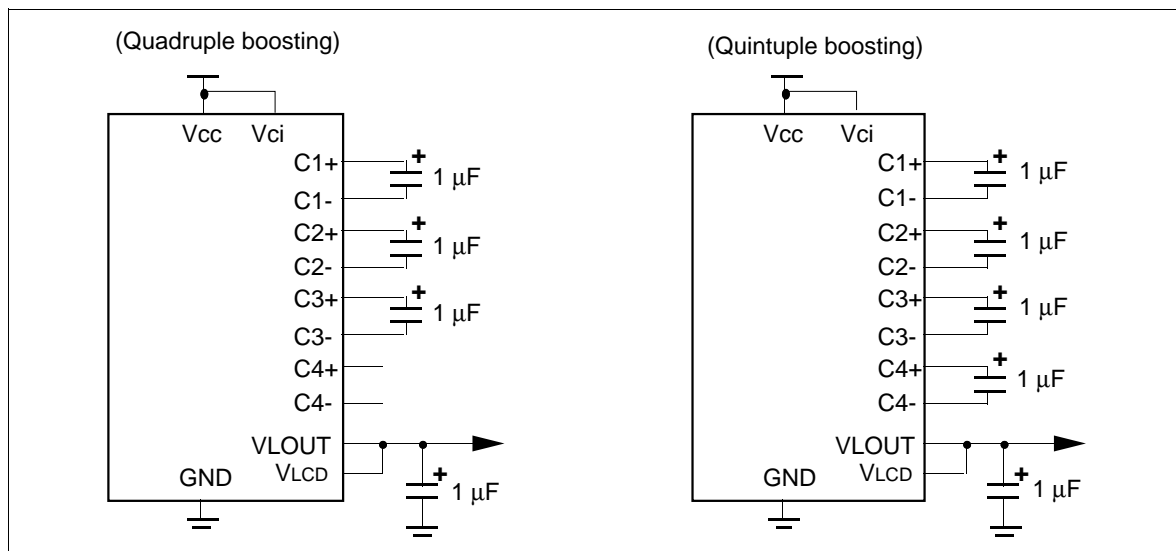 (Quadruple boosting)
Vcc Vci
C1+
+
1 μF
C1-
C2+
+
1 μF
C2-
C3+
+
1 μF
C3-
C4+
C4-
VLOUT
VLCD
GND
+
1 μF
(Quintuple boosting)
Vcc Vci
C1+
+
1 μF
C1-
C2+
+
1 μF
C2-
C3+
+
1 μF
C3-
C4+
+
1 μF
C4-
VLOUT
VLCD
GND
+
1 μF